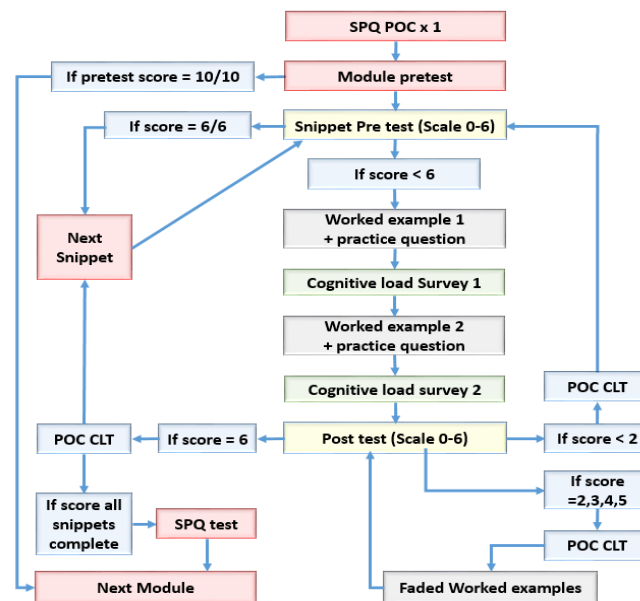 SPQ POC x 1
If pretest score = 10/10
Module pretest
If score = 6/6
Snippet Pre test (Scale 0-6)
If score < 6
Next
Snippet
Worked example 1
+ practice question
Cognitive load Survey 1
Worked example 2
+ practice question
Cognitive load survey 2
POC CLT
POC CLT
If score = 6
Post test (Scale 0-6)
If score < 2
If score
=2,3,4,5
If score all
snippets
complete
SPQ test
POC CLT
Next Module
Faded Worked examples